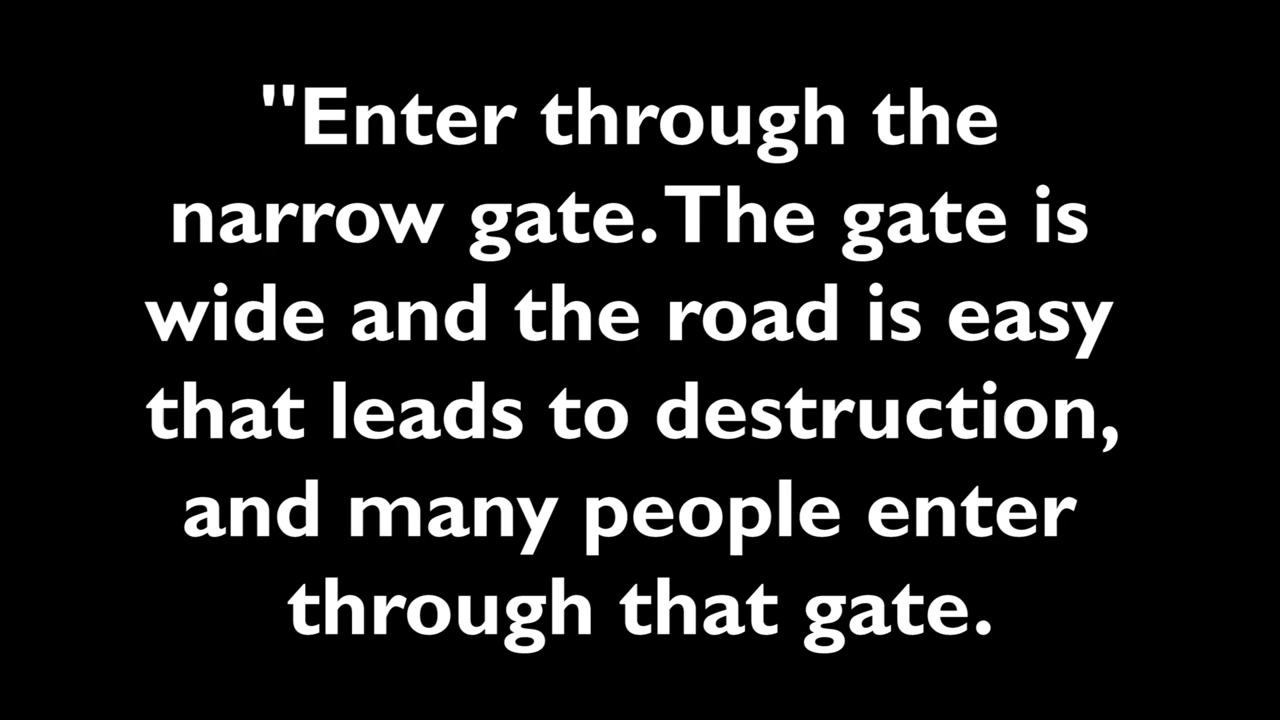 "Enter through the
narrow gate. The gate is
wide and the road is easy
that leads to destruction,
and many people enter
through that gate.